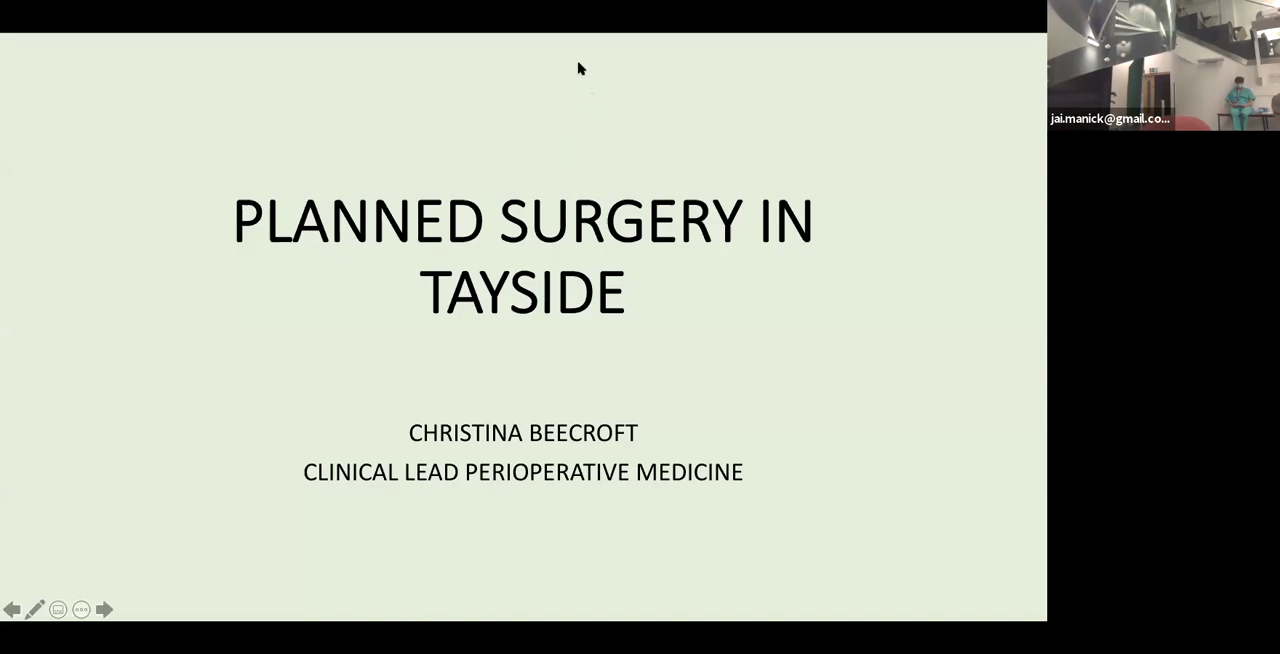 PLANNED SURGERY IN
TAYSIDE
CHRISTINA BEECROFT
CLINICAL LEAD PERIOPERATIVE MEDICINE
jai.manick@gmail.co...